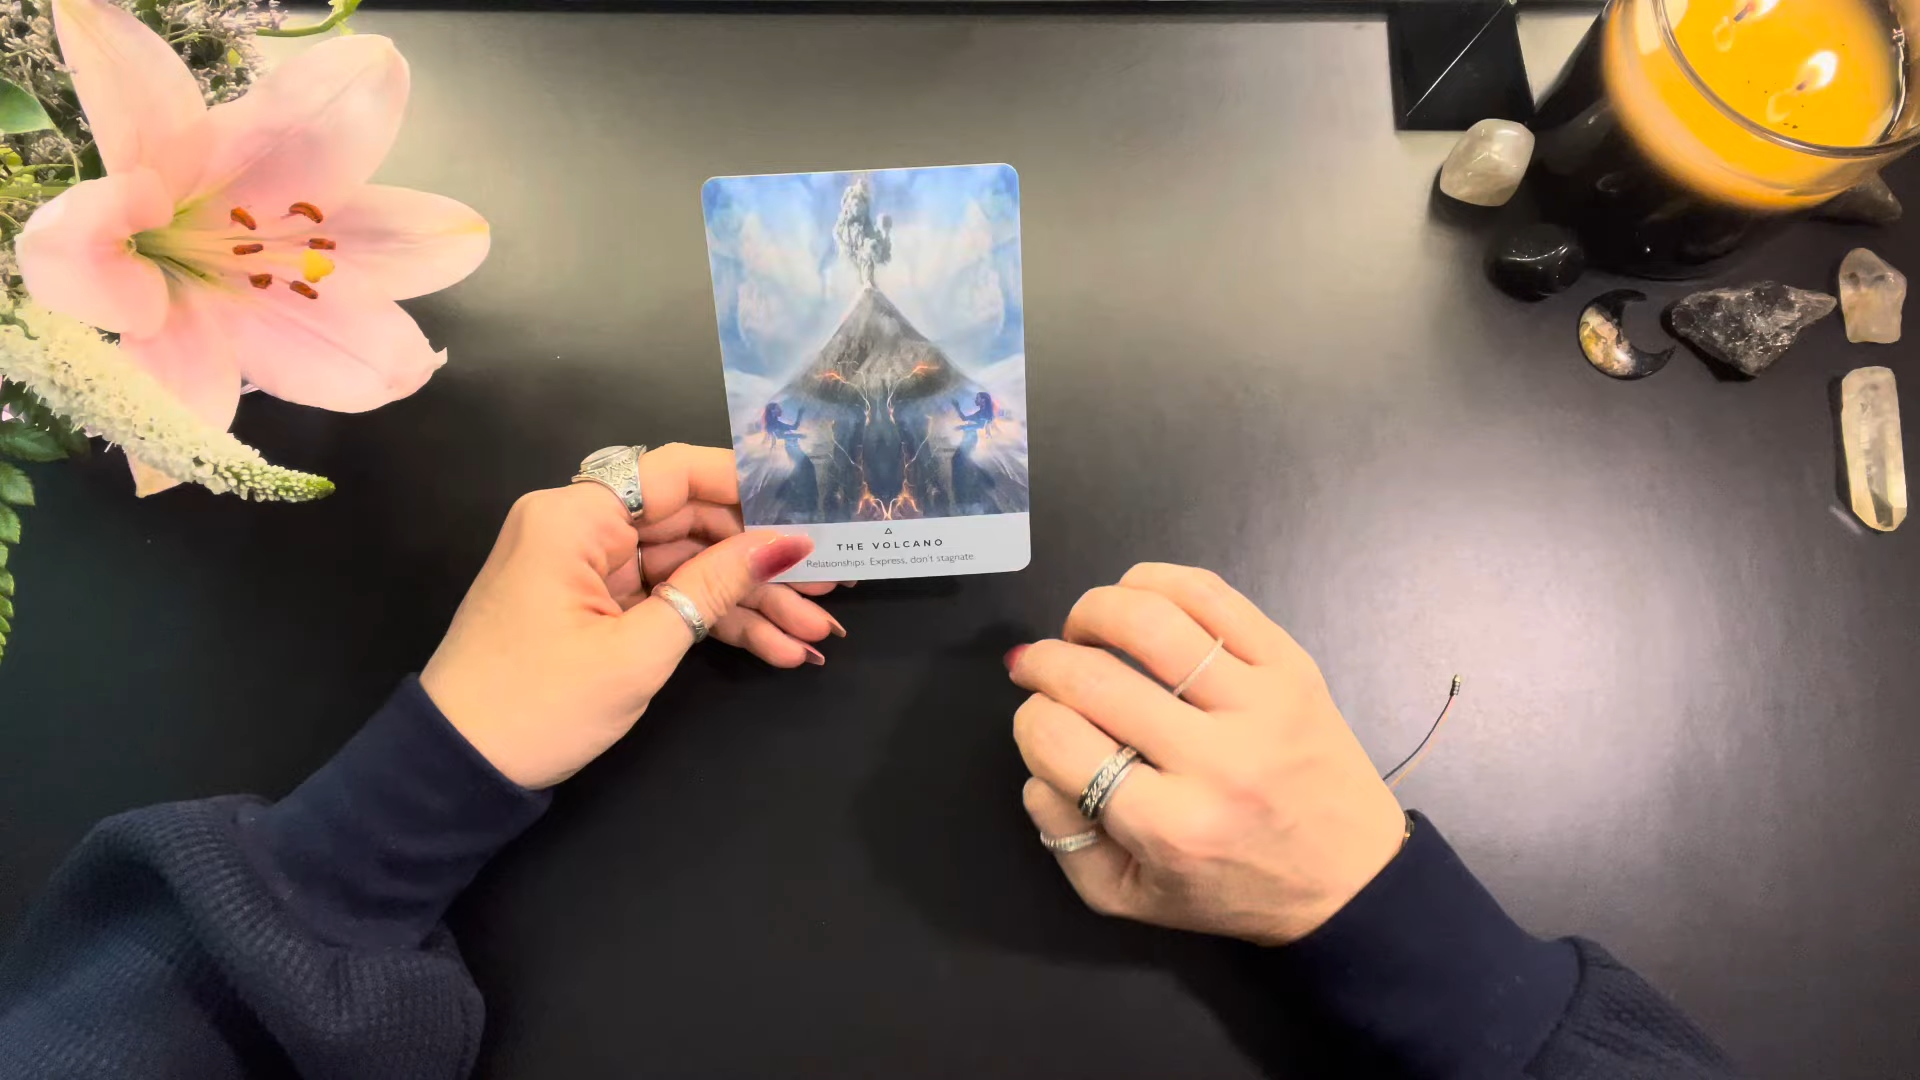 THE VOLCANO
Relationships. Express, don't stagnate.